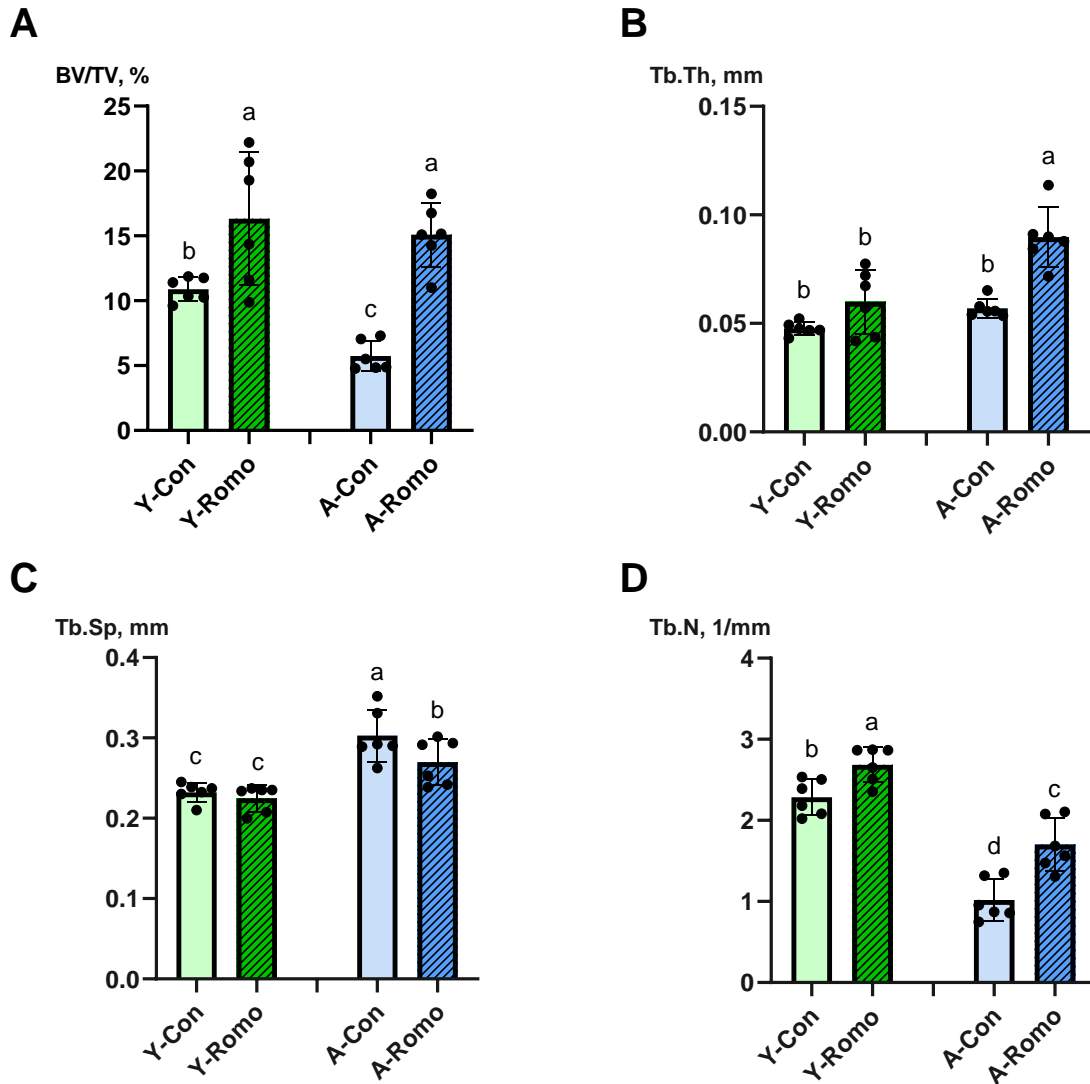 A
BV/TV, %
25
20
15
10
5
0
b
a
c
a
Y-Con
Y-Romo
A-Con
A-Romo
B
Tb.Th, mm
0.15
0.10
0.05
0.00
b
b
b
a
Y-Con
Y-Romo
A-Con
A-Romo
C
Tb.Sp, mm
0.4
0.3
0.2
0.1
0.0
c
c
a
b
Y-Con
Y-Romo
A-Con
A-Romo
D
Tb.N, 1/mm
4
3
2
1
0
b
a
d
c
Y-Con
Y-Romo
A-Con
A-Romo